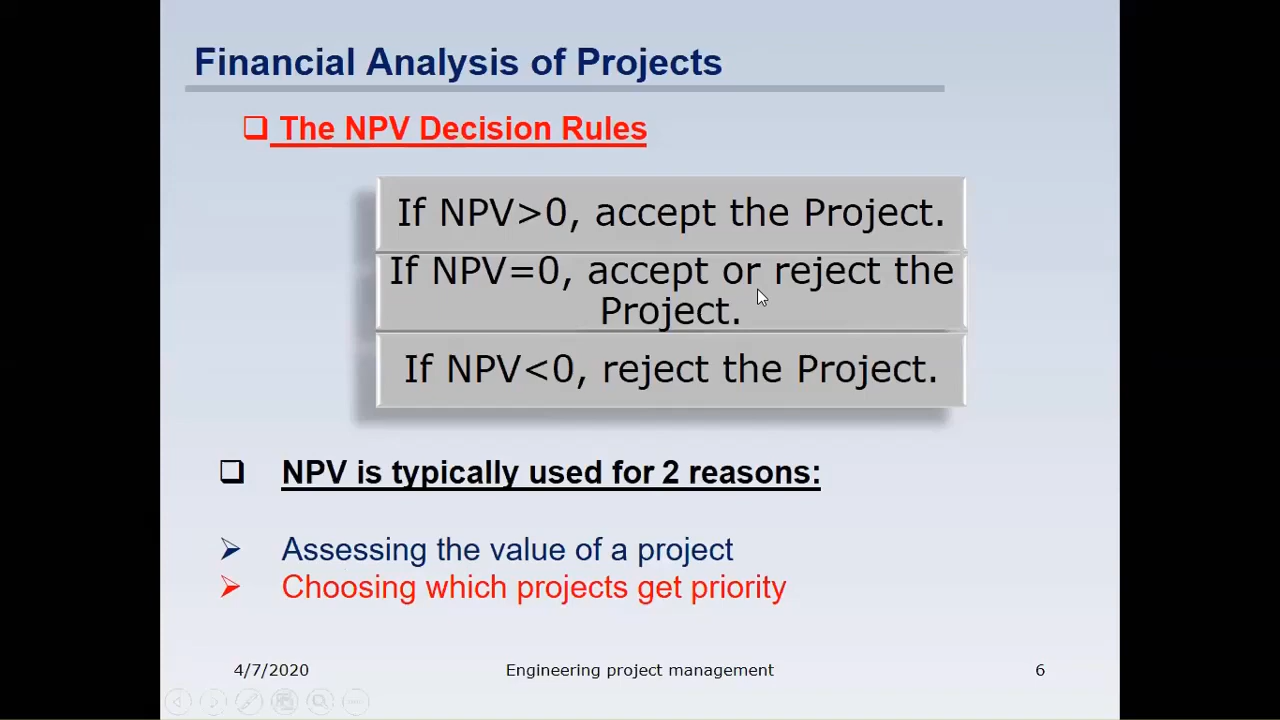 Financial Analysis of Projects
The NPV Decision Rules
If NPV>0, accept the Project.
If NPV=0, accept or reject the
Project.
If NPV<0, reject the Project.
NPV is typically used for 2 reasons:
Assessing the value of a project
Choosing which projects get priority
4/7/2020 Engineering project management 6